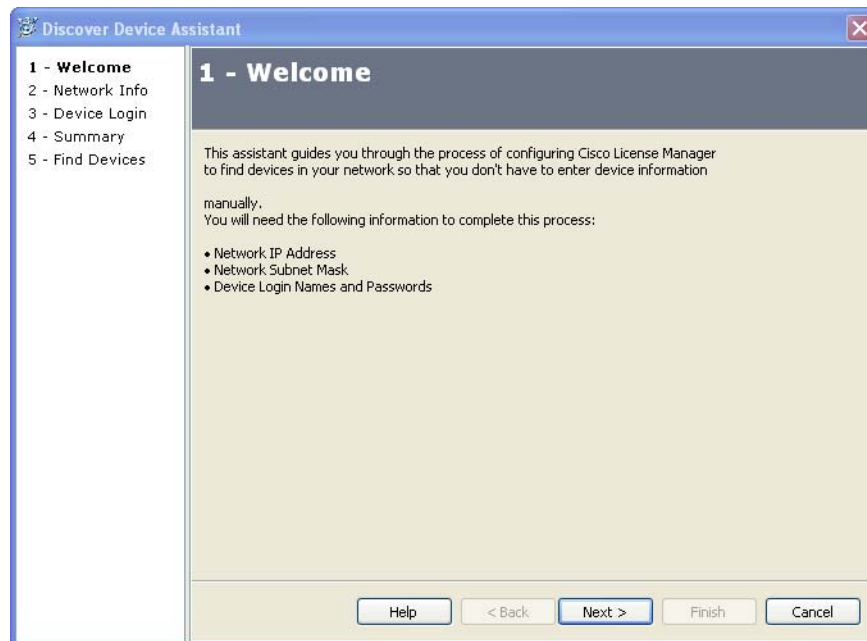 Discover Device Assistant
1 - Welcome
2 - Network Info
3 - Device Login
4 - Summary
5 - Find Devices
1 - Welcome
This assistant guides you through the process of configuring Cisco License Manager
to find devices in your network so that you don't have to enter device information
manually.
You will need the following information to complete this process:
• Network IP Address
• Network Subnet Mask
• Device Login Names and Passwords
Help
< Back
Next >
Finish
Cancel